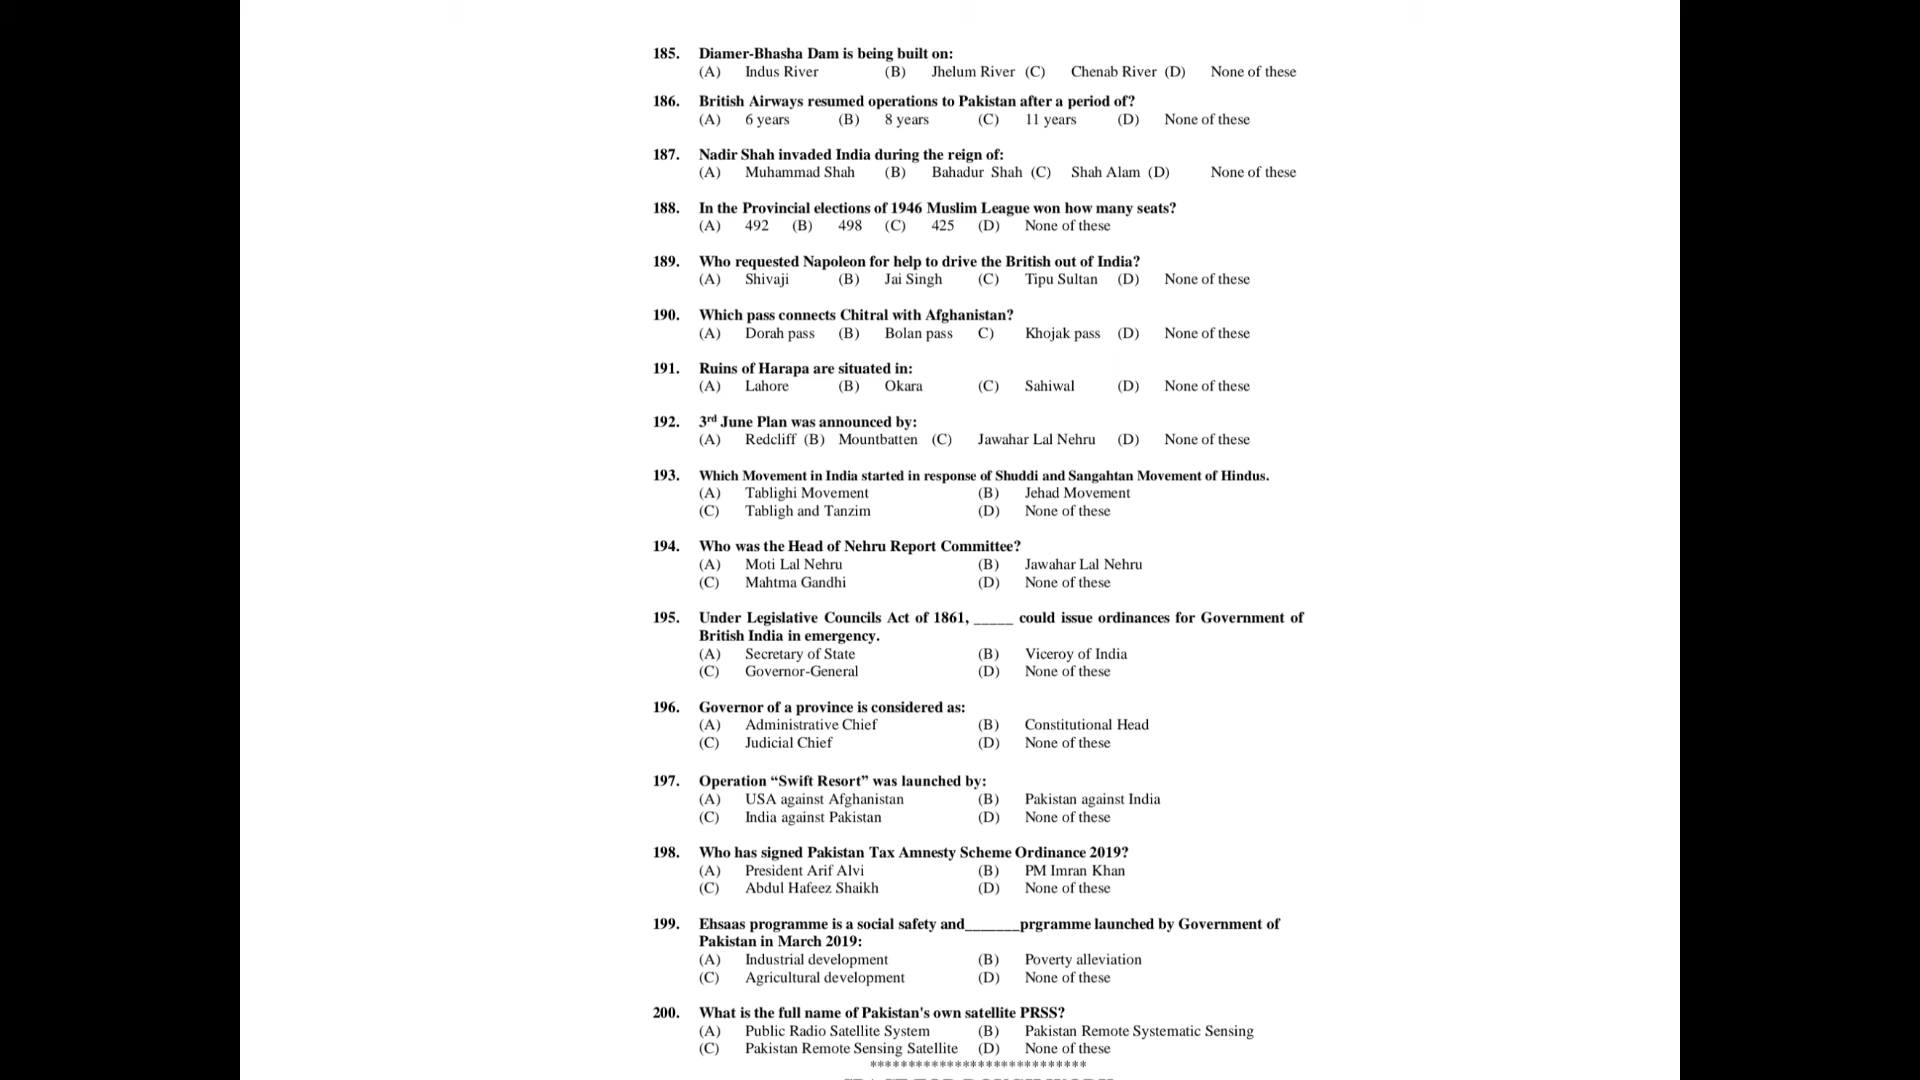 185. Diamer-Bhasha Dam is being built on:
(A) Indus River (B) Jhelum River (C) Chenab River (D) None of these
186. British Airways resumed operations to Pakistan after a period of?
(A) 6 years (B) 8 years (C) 11 years (D) None of these
187. Nadir Shah invaded India during the reign of:
(A) Muhammad Shah (B) Bahadur Shah (C) Shah Alam (D) None of these
188. In the Provincial elections of 1946 Muslim League won how many seats?
(A) 492 (B) 498 (C) 425 (D) None of these
189. Who requested Napoleon for help to drive the British out of India?
(A) Shivaji (B) Jai Singh (C) Tipu Sultan (D) None of these
190. Which pass connects Chitral with Afghanistan?
(A) Dorah pass (B) Bolan pass C) Khojak pass (D) None of these
191. Ruins of Harapa are situated in:
(A) Lahore (B) Okara (C) Sahiwal (D) None of these
192. 3rd June Plan was announced by:
(A) Redcliff (B) Mountbatten (C) Jawahar Lal Nehru (D) None of these
193. Which Movement in India started in response of Shuddi and Sangahtan Movement of Hindus.
(A) Tablighi Movement (B) Jehad Movement
(C) Tabligh and Tanzim (D) None of these
194. Who was the Head of Nehru Report Committee?
(A) Moti Lal Nehru (B) Jawahar Lal Nehru
(C) Mahtma Gandhi (D) None of these
195. Under Legislative Councils Act of 1861, _____ could issue ordinances for Government of
British India in emergency.
(A) Secretary of State (B) Viceroy of India
(C) Governor-General (D) None of these
196. Governor of a province is considered as:
(A) Administrative Chief (B) Constitutional Head
(C) Judicial Chief (D) None of these
197. Operation “Swift Resort” was launched by:
(A) USA against Afghanistan (B) Pakistan against India
(C) India against Pakistan (D) None of these
198. Who has signed Pakistan Tax Amnesty Scheme Ordinance 2019?
(A) President Arif Alvi (B) PM Imran Khan
(C) Abdul Hafeez Shaikh (D) None of these
199. Ehsaas programme is a social safety and_______prgramme launched by Government of
Pakistan in March 2019:
(A) Industrial development (B) Poverty alleviation
(C) Agricultural development (D) None of these
200. What is the full name of Pakistan's own satellite PRSS?
(A) Public Radio Satellite System (B) Pakistan Remote Systematic Sensing
(C) Pakistan Remote Sensing Satellite (D) None of these
****************************